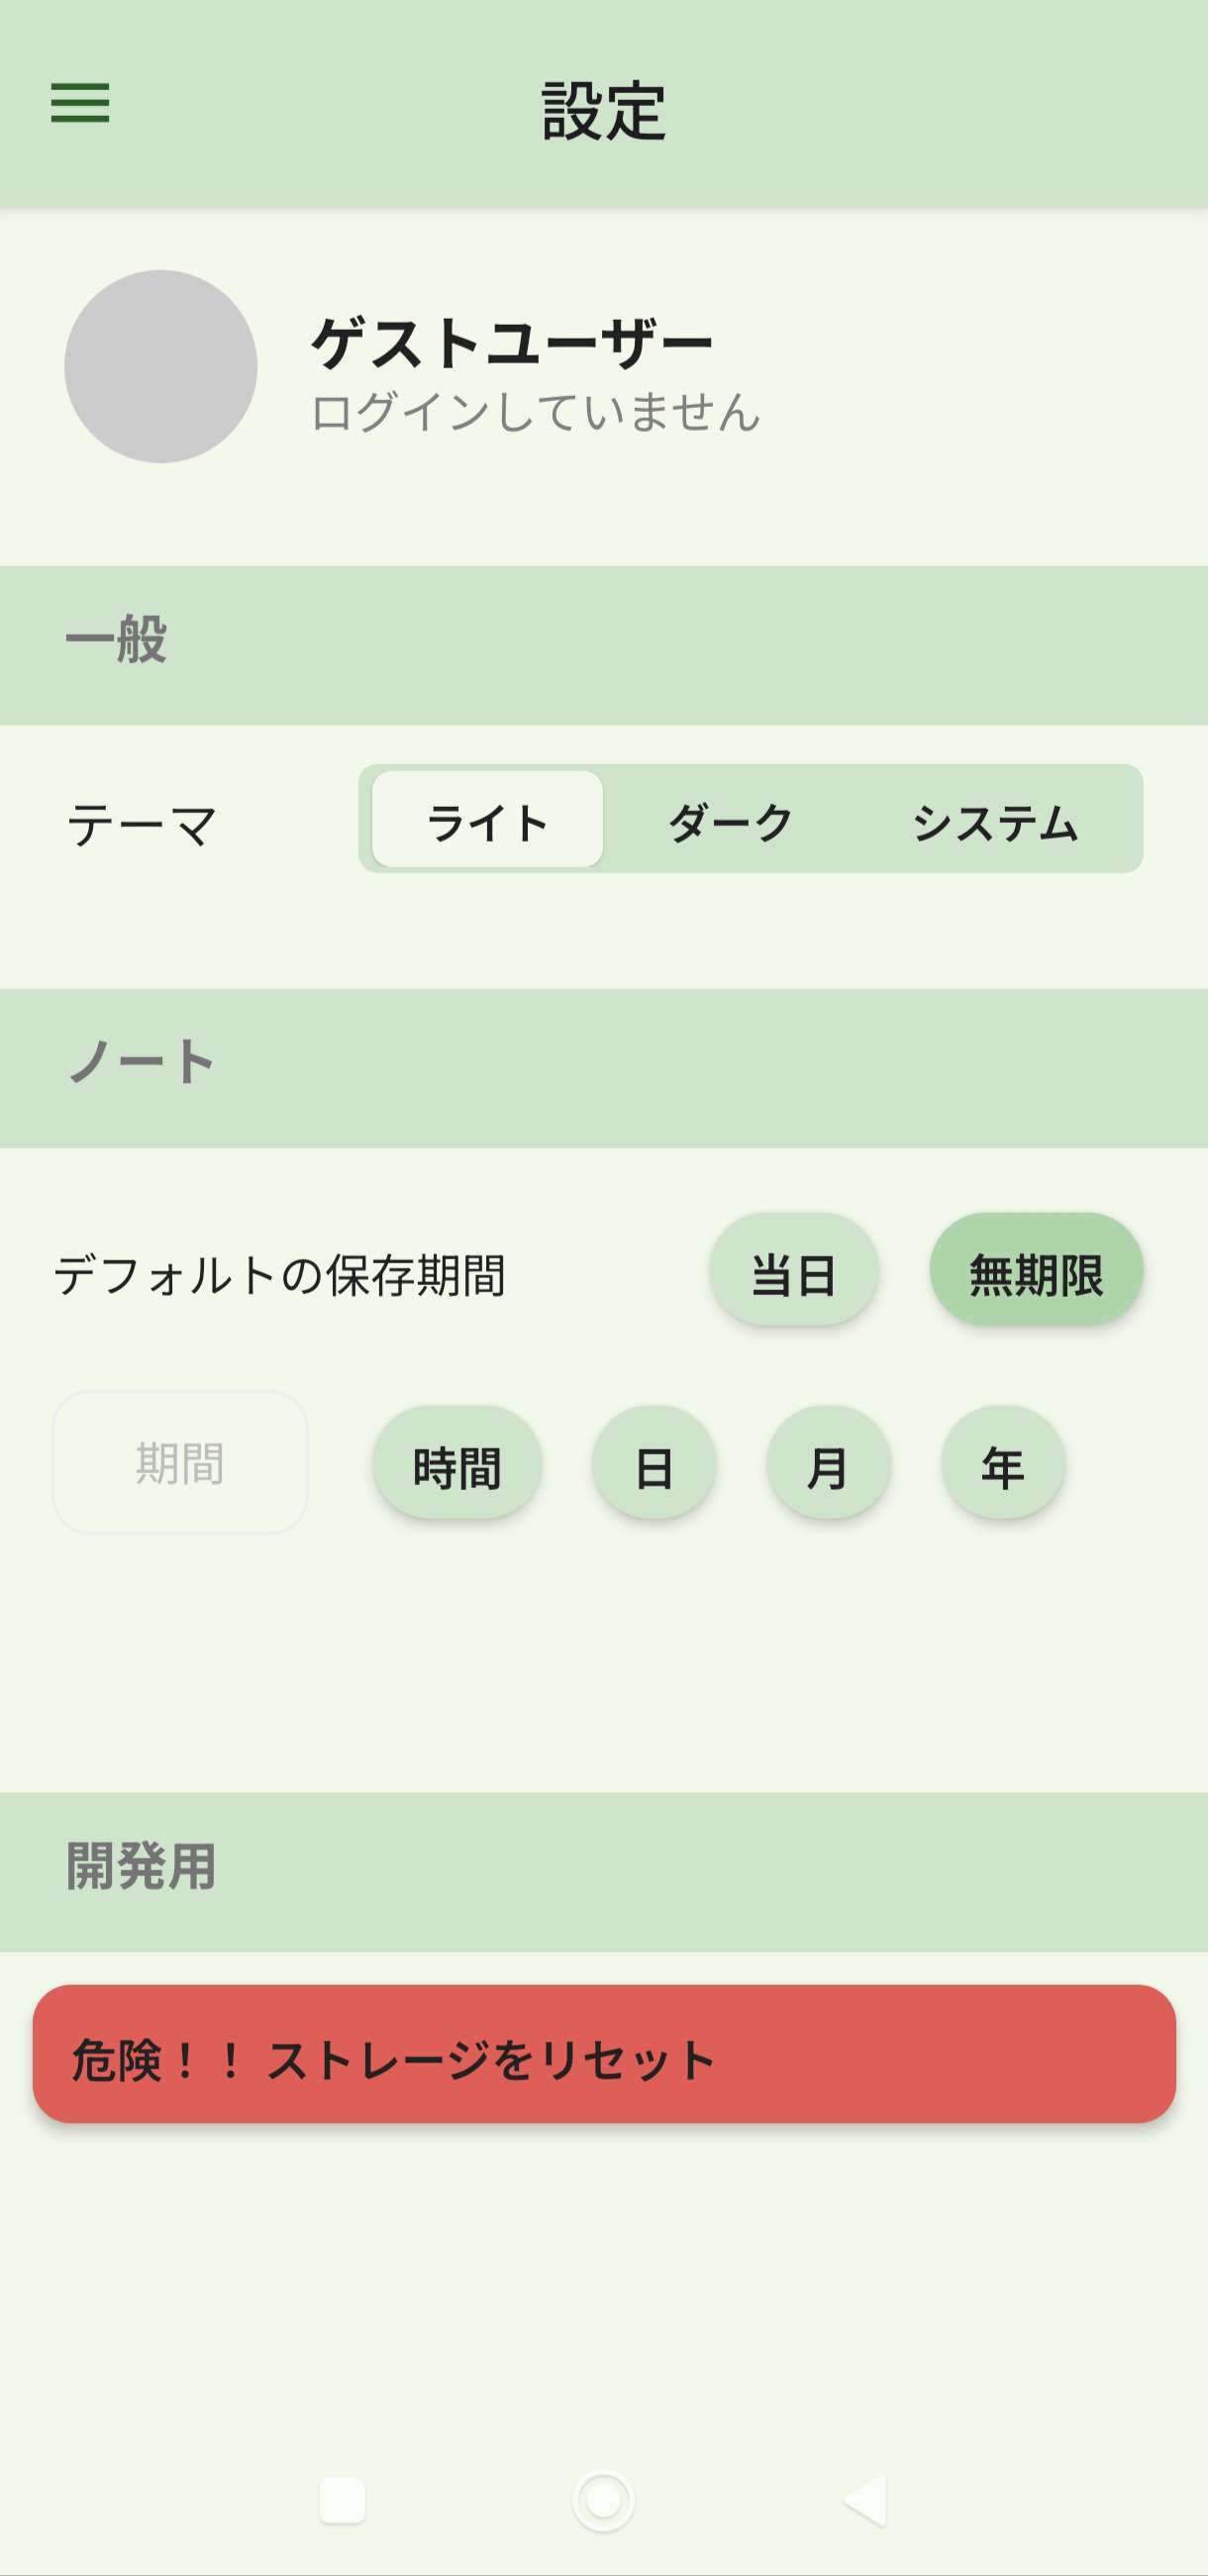 設定
ゲストユーザー
ログインしていません
一般
テーマ ライト ダーク システム
ノート
デフォルトの保存期間 当日 無期限
期間 時間 日 月 年
開発用
危険！！ ストレージをリセット